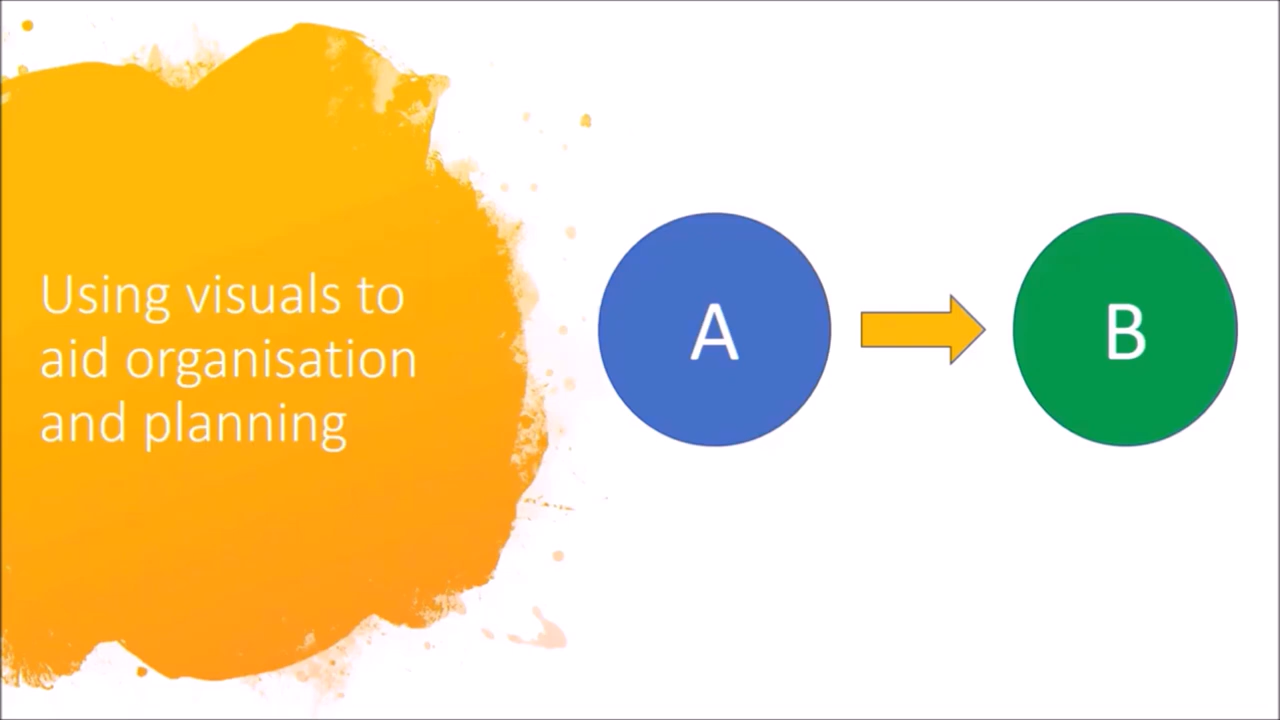 Using visuals to
aid organisation
and planning
A
B